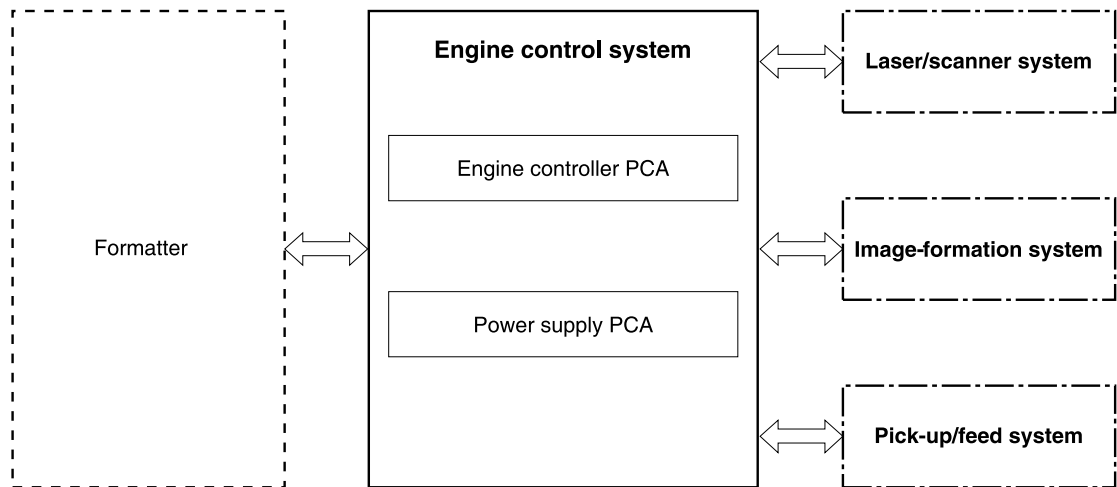 Engine control system
Laser/scanner system
Engine controller PCA
Formatter
Image-formation system
Power supply PCA
Pick-up/feed system